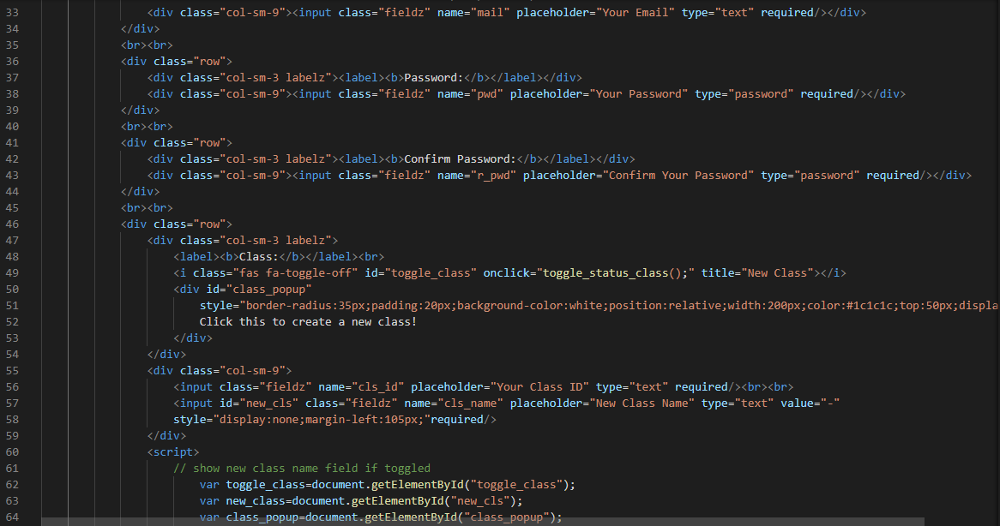 33 <div class="col-sm-9"><input class="fieldz" name="mail" placeholder="Your Email" type="text" required/></div>
34 </div>
35 <br><br>
36 <div class="row">
37 <div class="col-sm-3 labelz"><label><b>Password:</b></label></div>
38 <div class="col-sm-9"><input class="fieldz" name="pwd" placeholder="Your Password" type="password" required/></div>
39 </div>
40 <br><br>
41 <div class="row">
42 <div class="col-sm-3 labelz"><label><b>Confirm Password:</b></label></div>
43 <div class="col-sm-9"><input class="fieldz" name="r_pwd" placeholder="Confirm Your Password" type="password" required/></div>
44 </div>
45 <br><br>
46 <div class="row">
47 <div class="col-sm-3 labelz">
48 <label><b>Class:</b></label><br>
49 <i class="fas fa-toggle-off" id="toggle_class" onclick="toggle_status_class();" title="New Class"></i>
50 <div id="class_popup"
51 style="border-radius:35px;padding:20px;background-color:white;position:relative;width:200px;color:#1c1c1c;top:50px;displa
52 Click this to create a new class!
53 </div>
54 </div>
55 <div class="col-sm-9">
56 <input class="fieldz" name="cls_id" placeholder="Your Class ID" type="text" required/><br><br>
57 <input id="new_cls" class="fieldz" name="cls_name" placeholder="New Class Name" type="text" value="-"
58 style="display:none;margin-left:105px;"required/>
59 </div>
60 <script>
61 // show new class name field if toggled
62 var toggle_class=document.getElementById("toggle_class");
63 var new_class=document.getElementById("new_cls");
64 var class_popup=document.getElementById("class_popup");